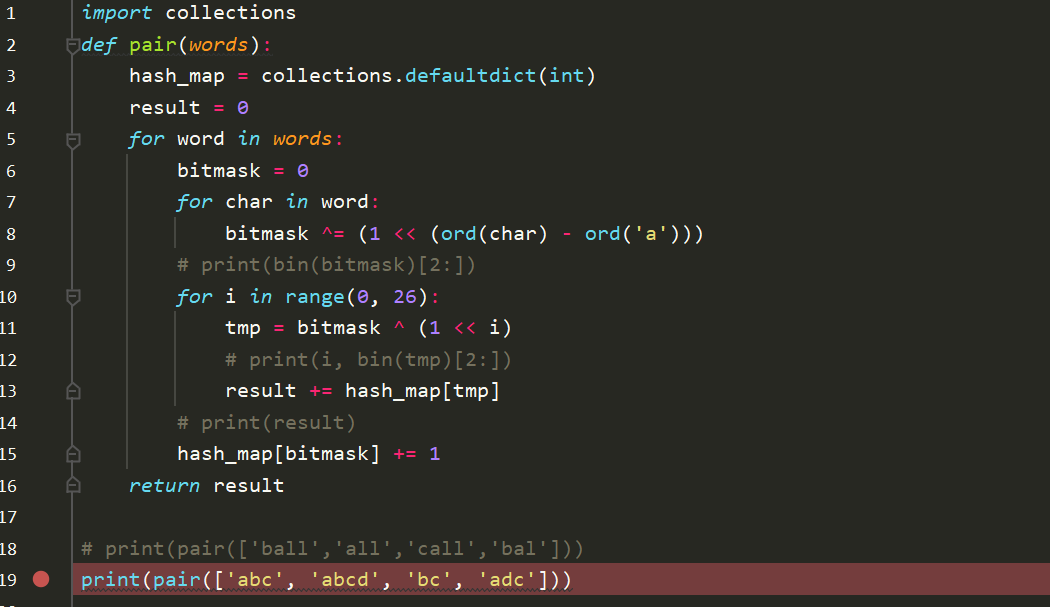 1 import collections
2 def pair(words):
3     hash_map = collections.defaultdict(int)
4     result = 0
5     for word in words:
6         bitmask = 0
7         for char in word:
8             bitmask ^= (1 << (ord(char) - ord('a')))
9         # print(bin(bitmask)[2:])
10         for i in range(0, 26):
11             tmp = bitmask ^ (1 << i)
12             # print(i, bin(tmp)[2:])
13             result += hash_map[tmp]
14         # print(result)
15         hash_map[bitmask] += 1
16     return result
17
18 # print(pair(['ball','all','call','bal']))
19 print(pair(['abc', 'abcd', 'bc', 'adc']))